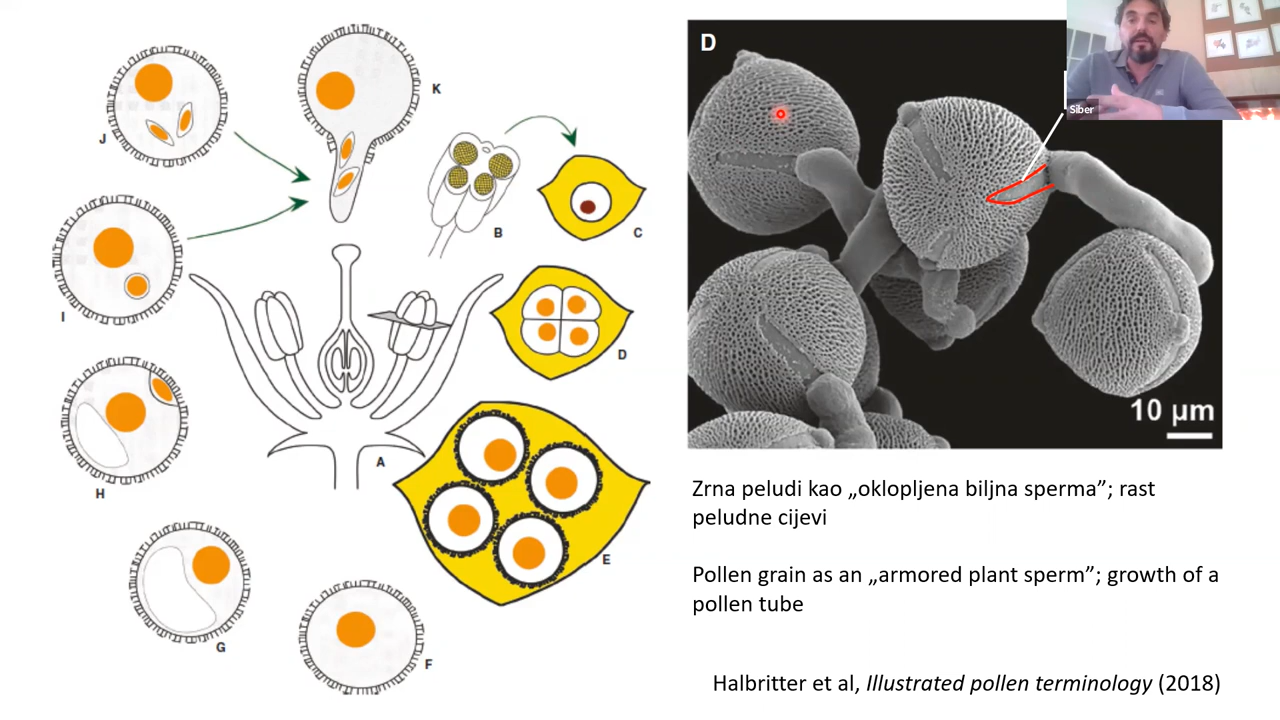 J
K
B
C
I
D
H
A
E
G
F
D
Siber
10 µm
Zrna peludi kao „oklopljena biljna sperma”; rast
peludne cijevi
Pollen grain as an „armored plant sperm”; growth of a
pollen tube
Halbritter et al, Illustrated pollen terminology (2018)